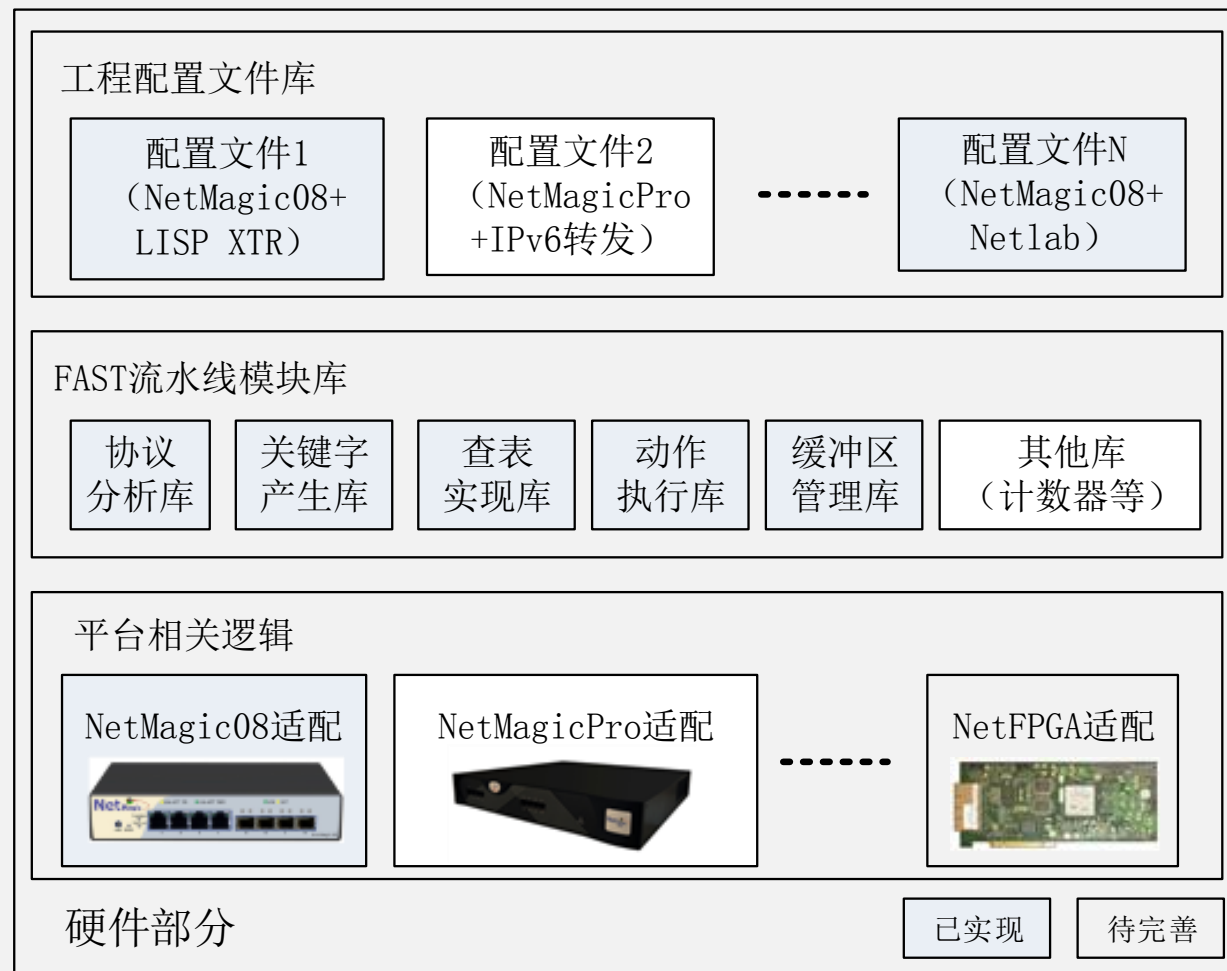 工程配置文件库
配置文件1
（NetMagic08+
LISP XTR）
配置文件2
（NetMagicPro
+IPv6转发）
配置文件N
（NetMagic08+
Netlab）
FAST流水线模块库
协议
分析库
关键字
产生库
查表
实现库
动作
执行库
缓冲区
管理库
其他库
（计数器等）
平台相关逻辑
NetMagic08适配
NetMagicPro适配
NetFPGA适配
硬件部分
已实现
待完善